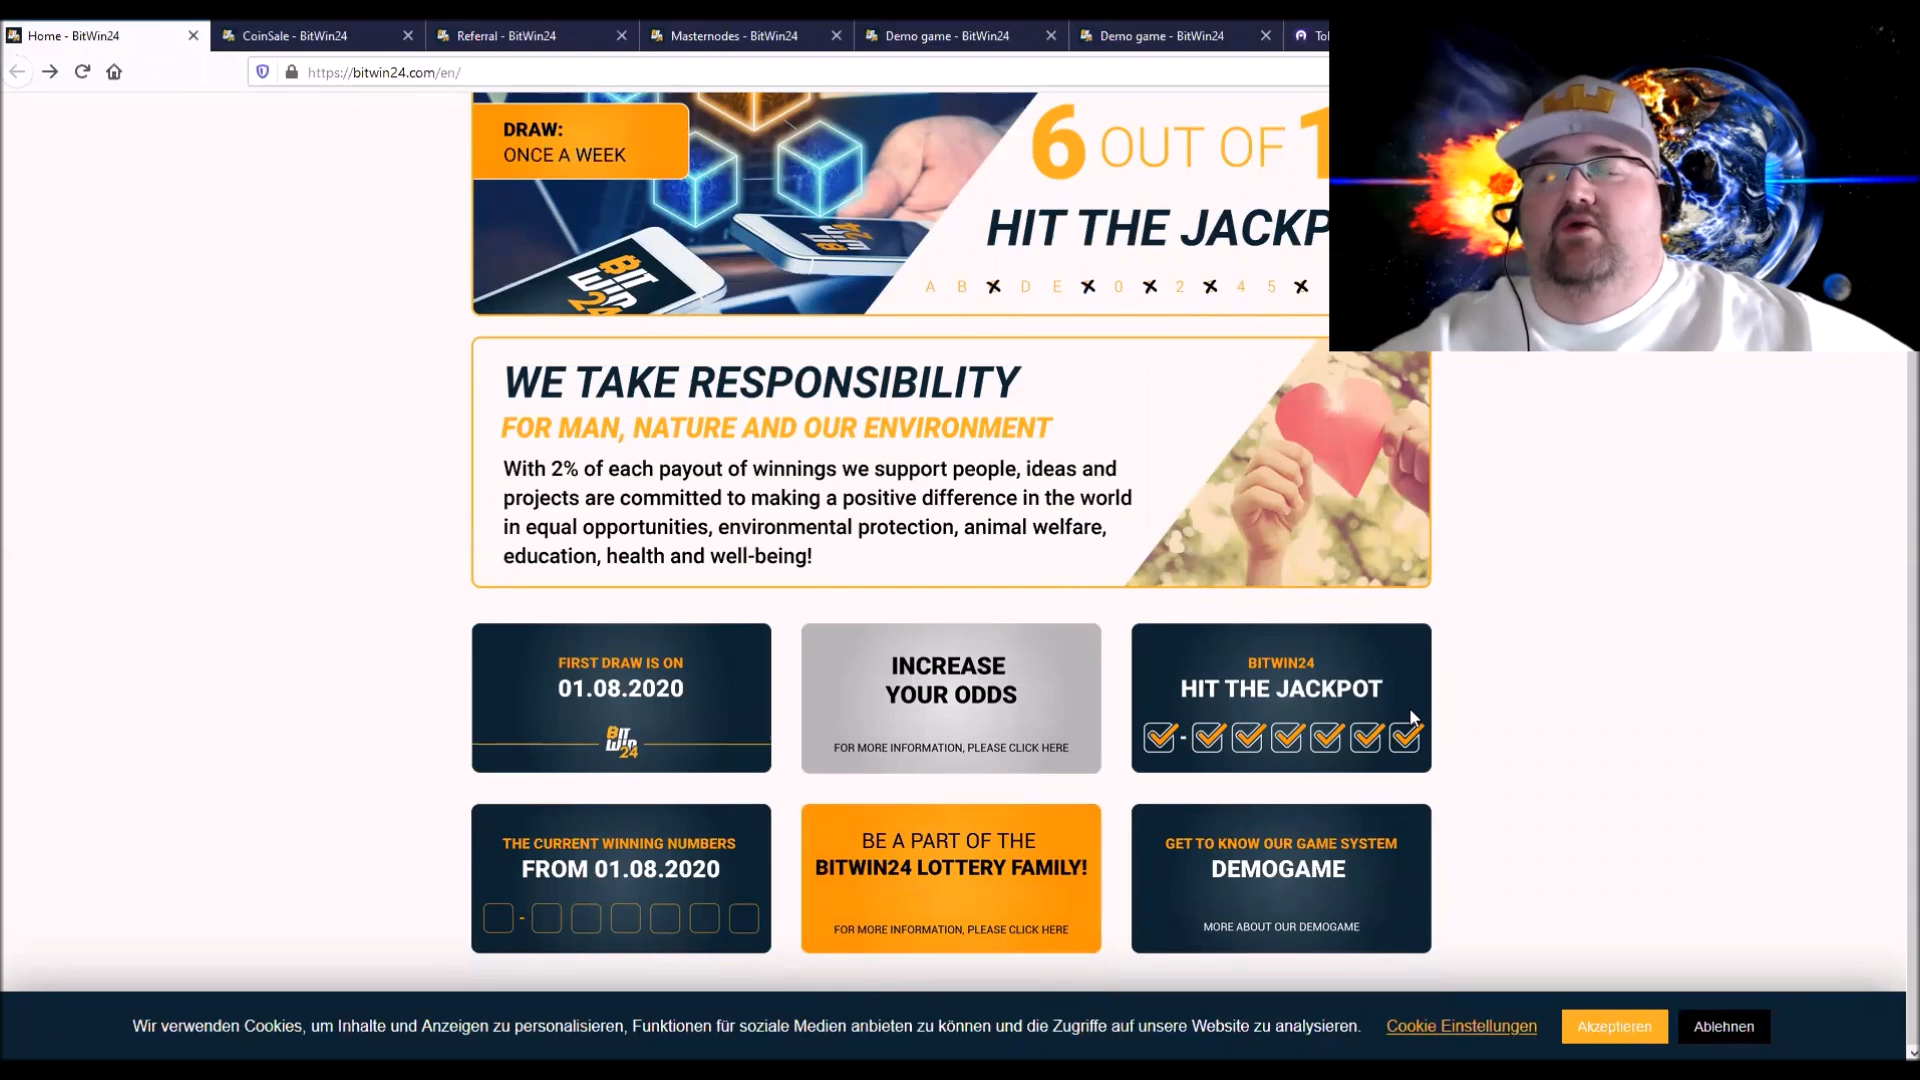 Home - BitWin24
CoinSale - BitWin24
Referral - BitWin24
Masternodes - BitWin24
Demo game - BitWin24
Demo game - BitWin24
https://bitwin24.com/en/
DRAW:
ONCE A WEEK
6 OUT OF 1
HIT THE JACKP
A B X D E X 0 X 2 X 4 5 X
BIT
WIN
24
WE TAKE RESPONSIBILITY
FOR MAN, NATURE AND OUR ENVIRONMENT
With 2% of each payout of winnings we support people, ideas and
projects are committed to making a positive difference in the world
in equal opportunities, environmental protection, animal welfare,
education, health and well-being!
FIRST DRAW IS ON
01.08.2020
BIT
WIN
24
INCREASE
YOUR ODDS
FOR MORE INFORMATION, PLEASE CLICK HERE
BITWIN24
HIT THE JACKPOT
THE CURRENT WINNING NUMBERS
FROM 01.08.2020
BE A PART OF THE
BITWIN24 LOTTERY FAMILY!
FOR MORE INFORMATION, PLEASE CLICK HERE
GET TO KNOW OUR GAME SYSTEM
DEMOGAME
MORE ABOUT OUR DEMOGAME
Wir verwenden Cookies, um Inhalte und Anzeigen zu personalisieren, Funktionen für soziale Medien anbieten zu können und die Zugriffe auf unsere Website zu analysieren. Cookie Einstellungen Akzeptieren Ablehnen